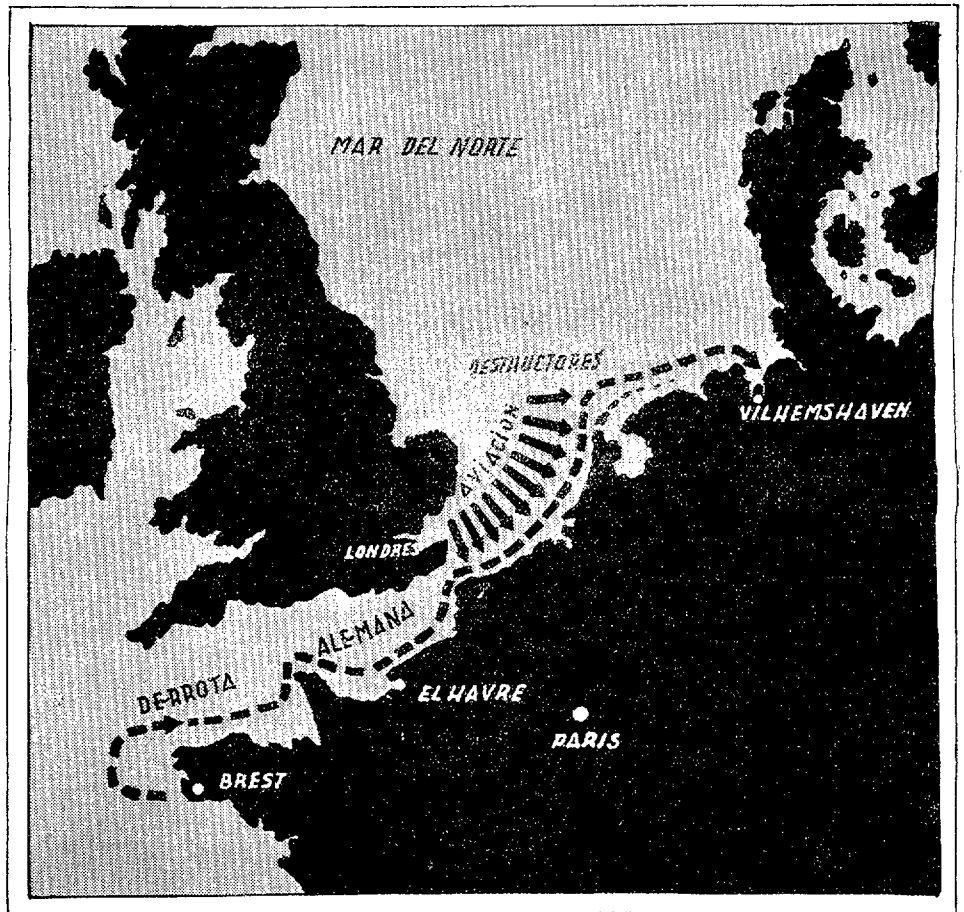 MAR DEL NORTE
DESTRUCTORES
AVIACION
VILHEMSHAVEN
LONDRES
ALEMANA
DERROTA
EL HAVRE
PARIS
BREST